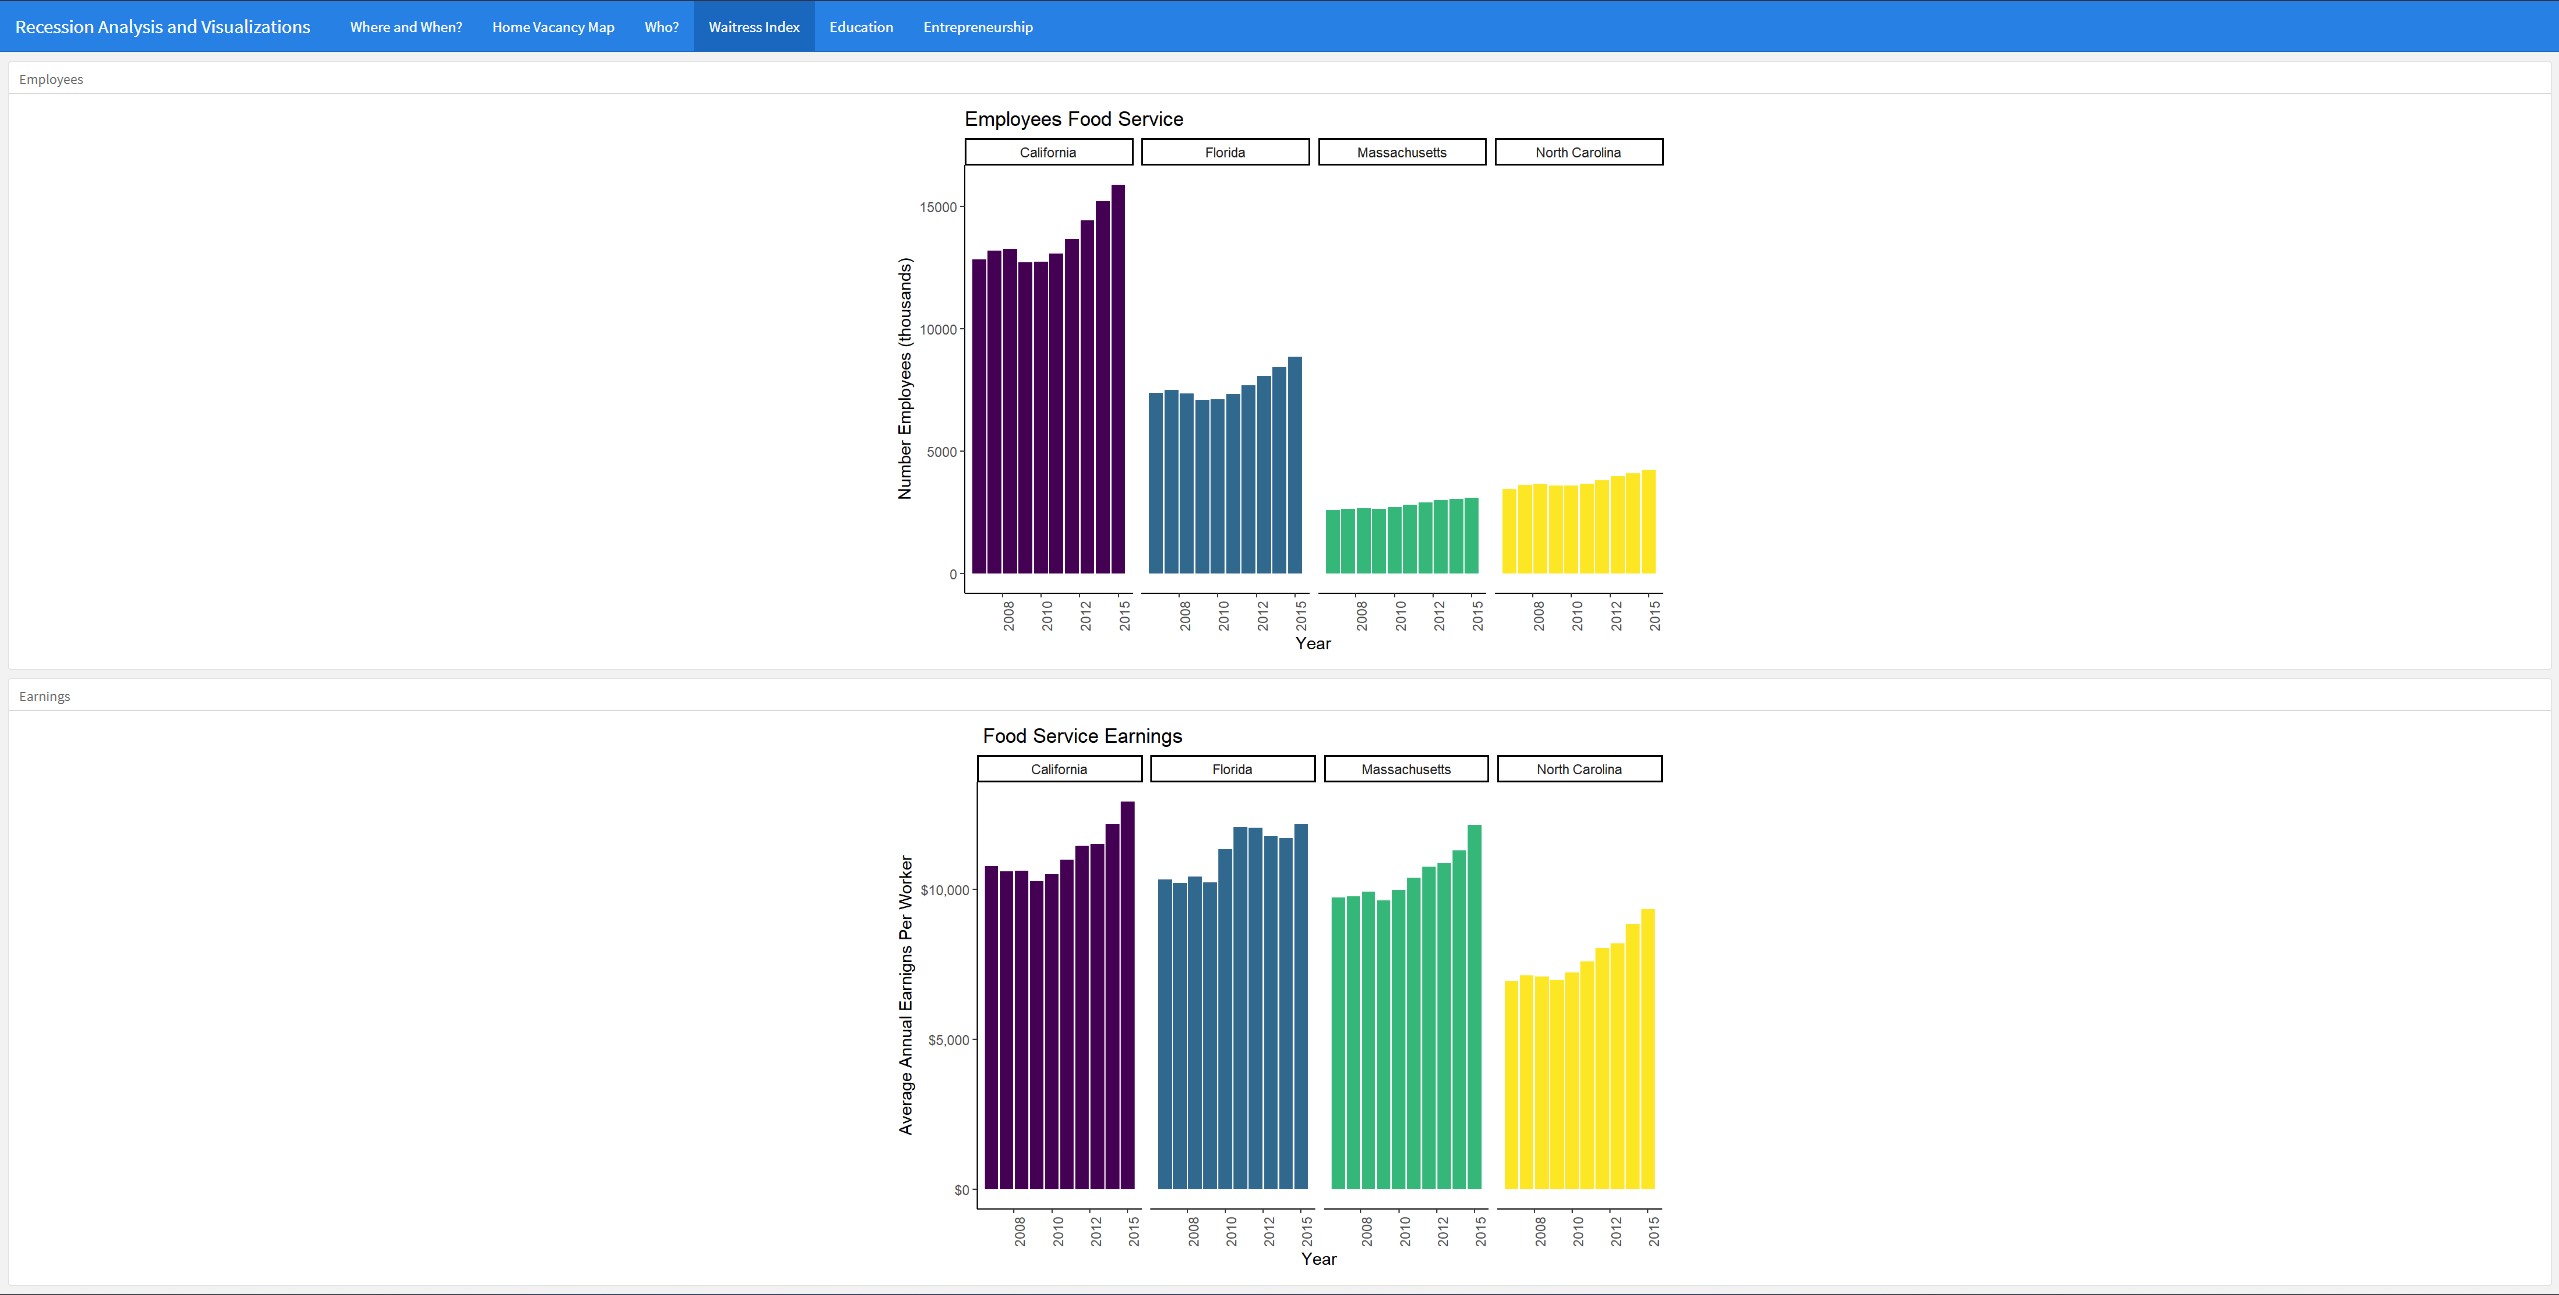 Recession Analysis and Visualizations Where and When? Home Vacancy Map Who? Waitress Index Education Entrepreneurship
Employees
Employees Food Service
California Florida Massachusetts North Carolina
Number Employees (thousands)
15000
10000
5000
0
2008 2010 2012 2015 2008 2010 2012 2015 2008 2010 2012 2015 2008 2010 2012 2015
Year
Earnings
Food Service Earnings
California Florida Massachusetts North Carolina
Average Annual Earnigns Per Worker
$10,000
$5,000
$0
2008 2010 2012 2015 2008 2010 2012 2015 2008 2010 2012 2015 2008 2010 2012 2015
Year